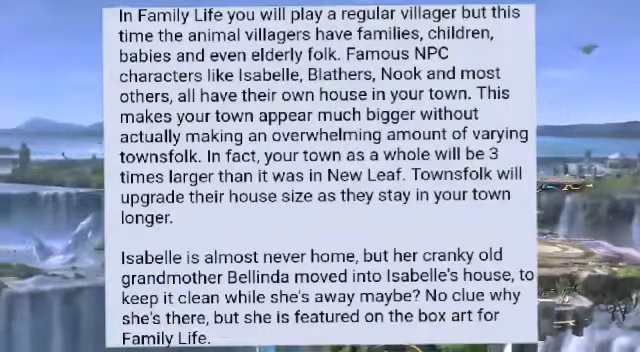 In Family Life you will play a regular villager but this
time the animal villagers have families, children,
babies and even elderly folk. Famous NPC
characters like Isabelle, Blathers, Nook and most
others, all have their own house in your town. This
makes your town appear much bigger without
actually making an overwhelming amount of varying
townsfolk. In fact, your town as a whole will be 3
times larger than it was in New Leaf. Townsfolk will
upgrade their house size as they stay in your town
longer.
Isabelle is almost never home, but her cranky old
grandmother Bellinda moved into Isabelle's house, to
keep it clean while she's away maybe? No clue why
she's there, but she is featured on the box art for
Family Life.